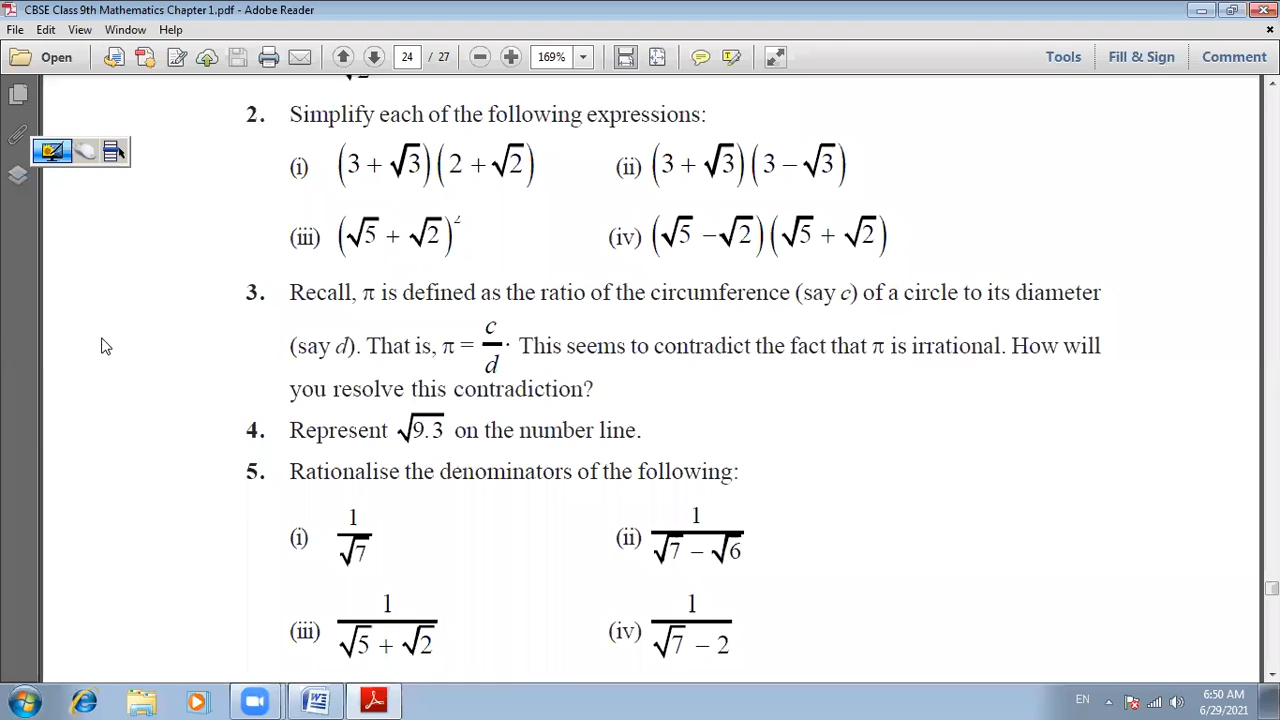 CBSE Class 9th Mathematics Chapter 1.pdf - Adobe Reader
File Edit View Window Help
Open 24 / 27 169% Tools Fill & Sign Comment
2. Simplify each of the following expressions:
(i) (3 + √3)(2 + √2) (ii) (3 + √3)(3 − √3)
(iii) (√5 + √2)² (iv) (√5 − √2)(√5 + √2)
3. Recall, π is defined as the ratio of the circumference (say c) of a circle to its diameter
(say d). That is, π = c/d. This seems to contradict the fact that π is irrational. How will
you resolve this contradiction?
4. Represent √9.3 on the number line.
5. Rationalise the denominators of the following:
(i) 1/√7 (ii) 1/(√7 − √6)
(iii) 1/(√5 + √2) (iv) 1/(√7 − 2)
EN 6:50 AM
6/29/2021